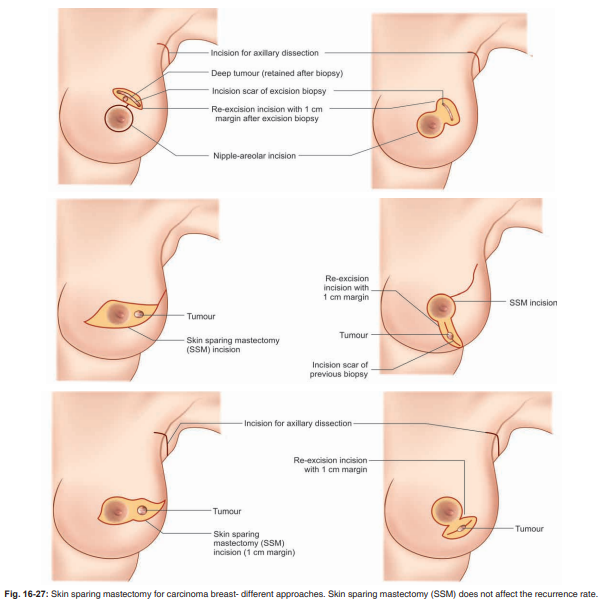 Incision for axillary dissection
Deep tumour (retained after biopsy)
Incision scar of excision biopsy
Re-excision incision with 1 cm
margin after excision biopsy
Nipple-areolar incision
Tumour
Skin sparing mastectomy
(SSM) incision
Re-excision
incision with
1 cm margin
SSM incision
Tumour
Incision scar of
previous biopsy
Incision for axillary dissection
Re-excision incision
with 1 cm margin
Tumour
Skin sparing
mastectomy (SSM)
incision (1 cm margin)
Tumour
Fig. 16-27: Skin sparing mastectomy for carcinoma breast- different approaches. Skin sparing mastectomy (SSM) does not affect the recurrence rate.